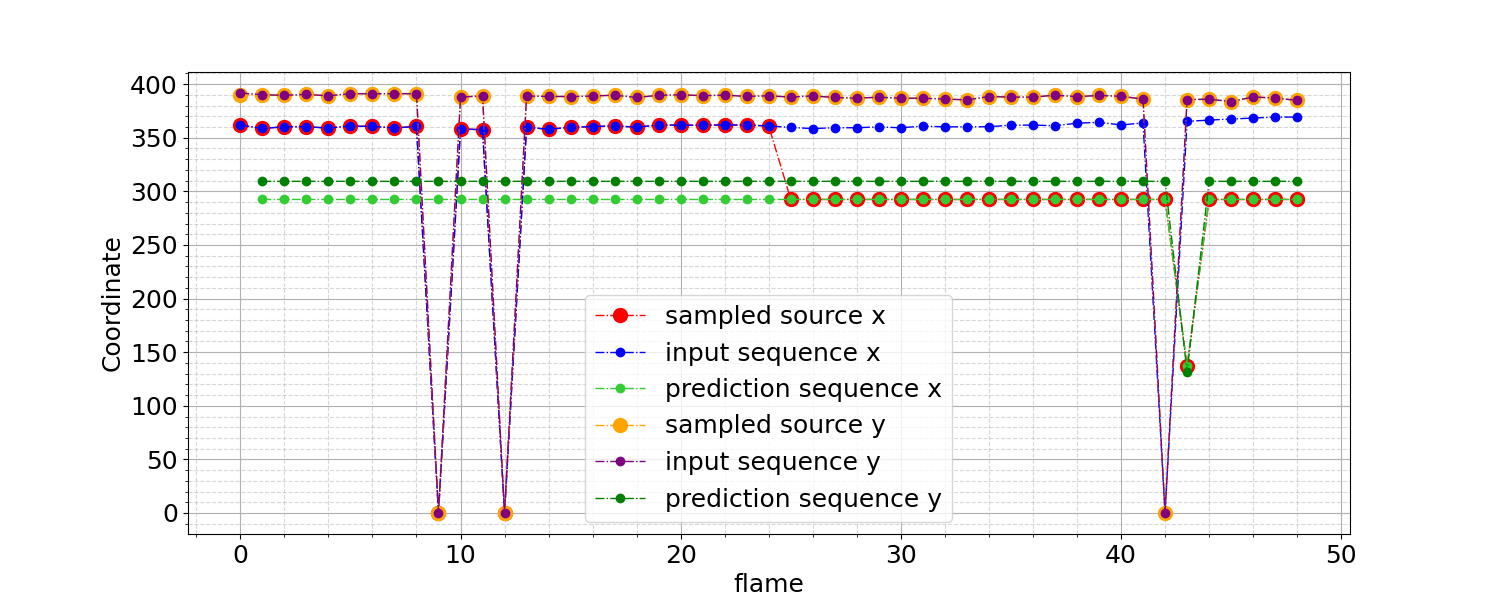 400
350
300
250
200
150
100
50
0
Coordinate
sampled source x
input sequence x
prediction sequence x
sampled source y
input sequence y
prediction sequence y
0 10 20 30 40 50
flame